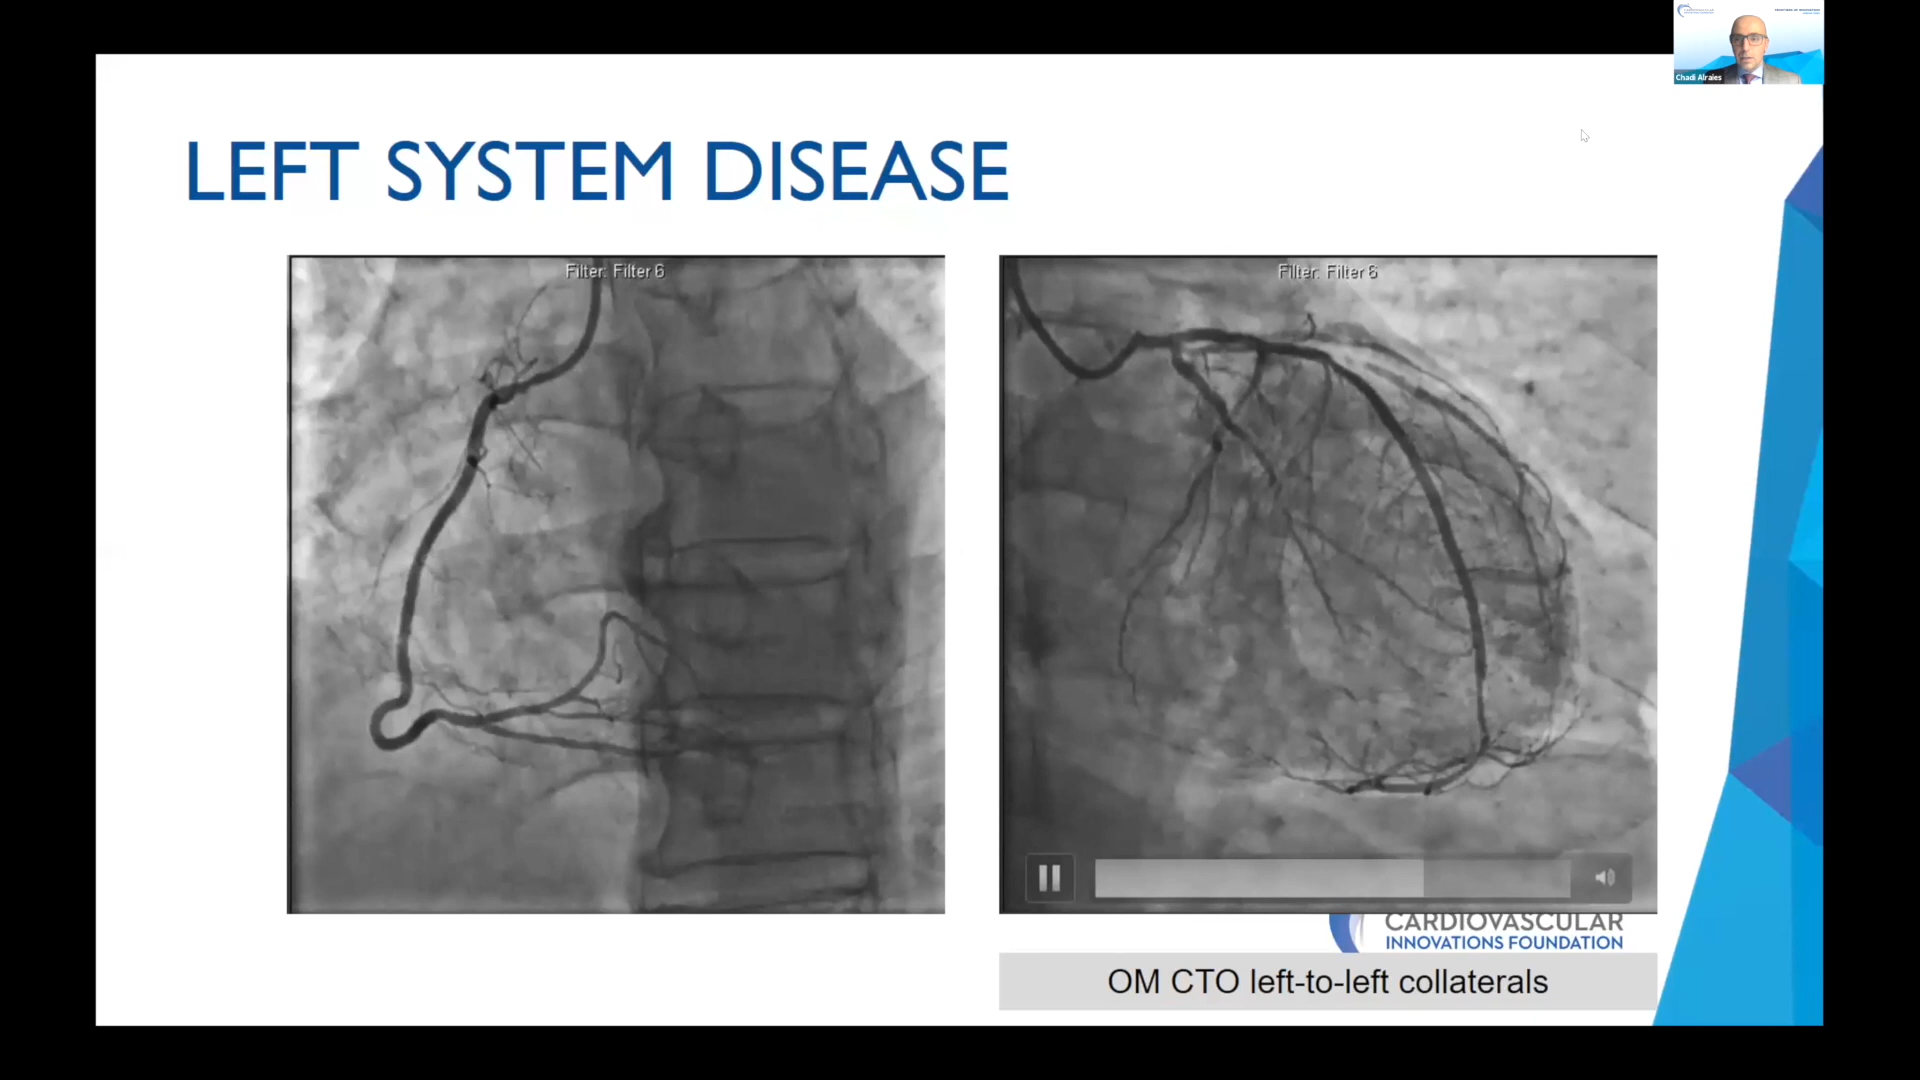 CARDIOVASCULAR
Chadi Alraies
LEFT SYSTEM DISEASE
Filter: Filter 6
Filter: Filter 6
CARDIOVASCULAR
INNOVATIONS FOUNDATION
OM CTO left-to-left collaterals